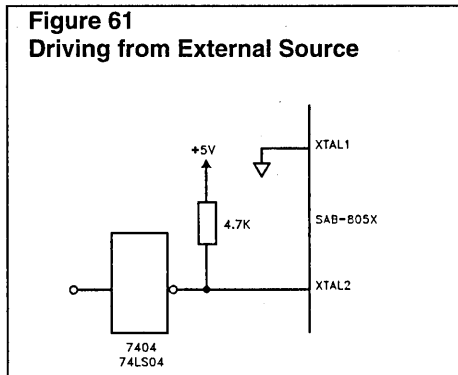 Figure 61
Driving from External Source
+5V
XTAL1
4.7K
SAB-805X
XTAL2
7404
74LS04